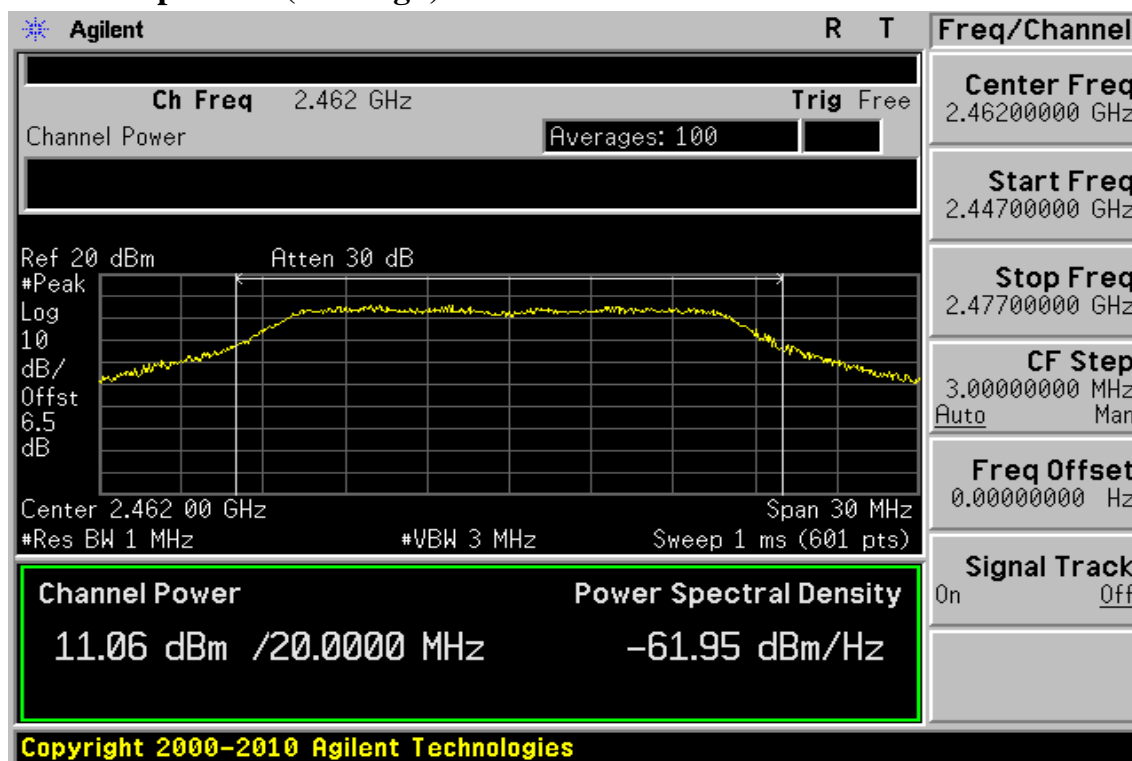 Agilent R T Freq/Channel
Ch Freq 2.462 GHz Trig Free
Channel Power Averages: 100
Center Freq
2.46200000 GHz
Start Freq
2.44700000 GHz
Ref 20 dBm Atten 30 dB
#Peak
Log
10
dB/
Offst
6.5
dB
Stop Freq
2.47700000 GHz
CF Step
3.00000000 MHz
Auto Man
Freq Offset
0.00000000 Hz
Center 2.462 00 GHz Span 30 MHz
#Res BW 1 MHz #VBW 3 MHz Sweep 1 ms (601 pts)
Signal Track
On Off
Channel Power Power Spectral Density
11.06 dBm /20.0000 MHz -61.95 dBm/Hz
Copyright 2000-2010 Agilent Technologies